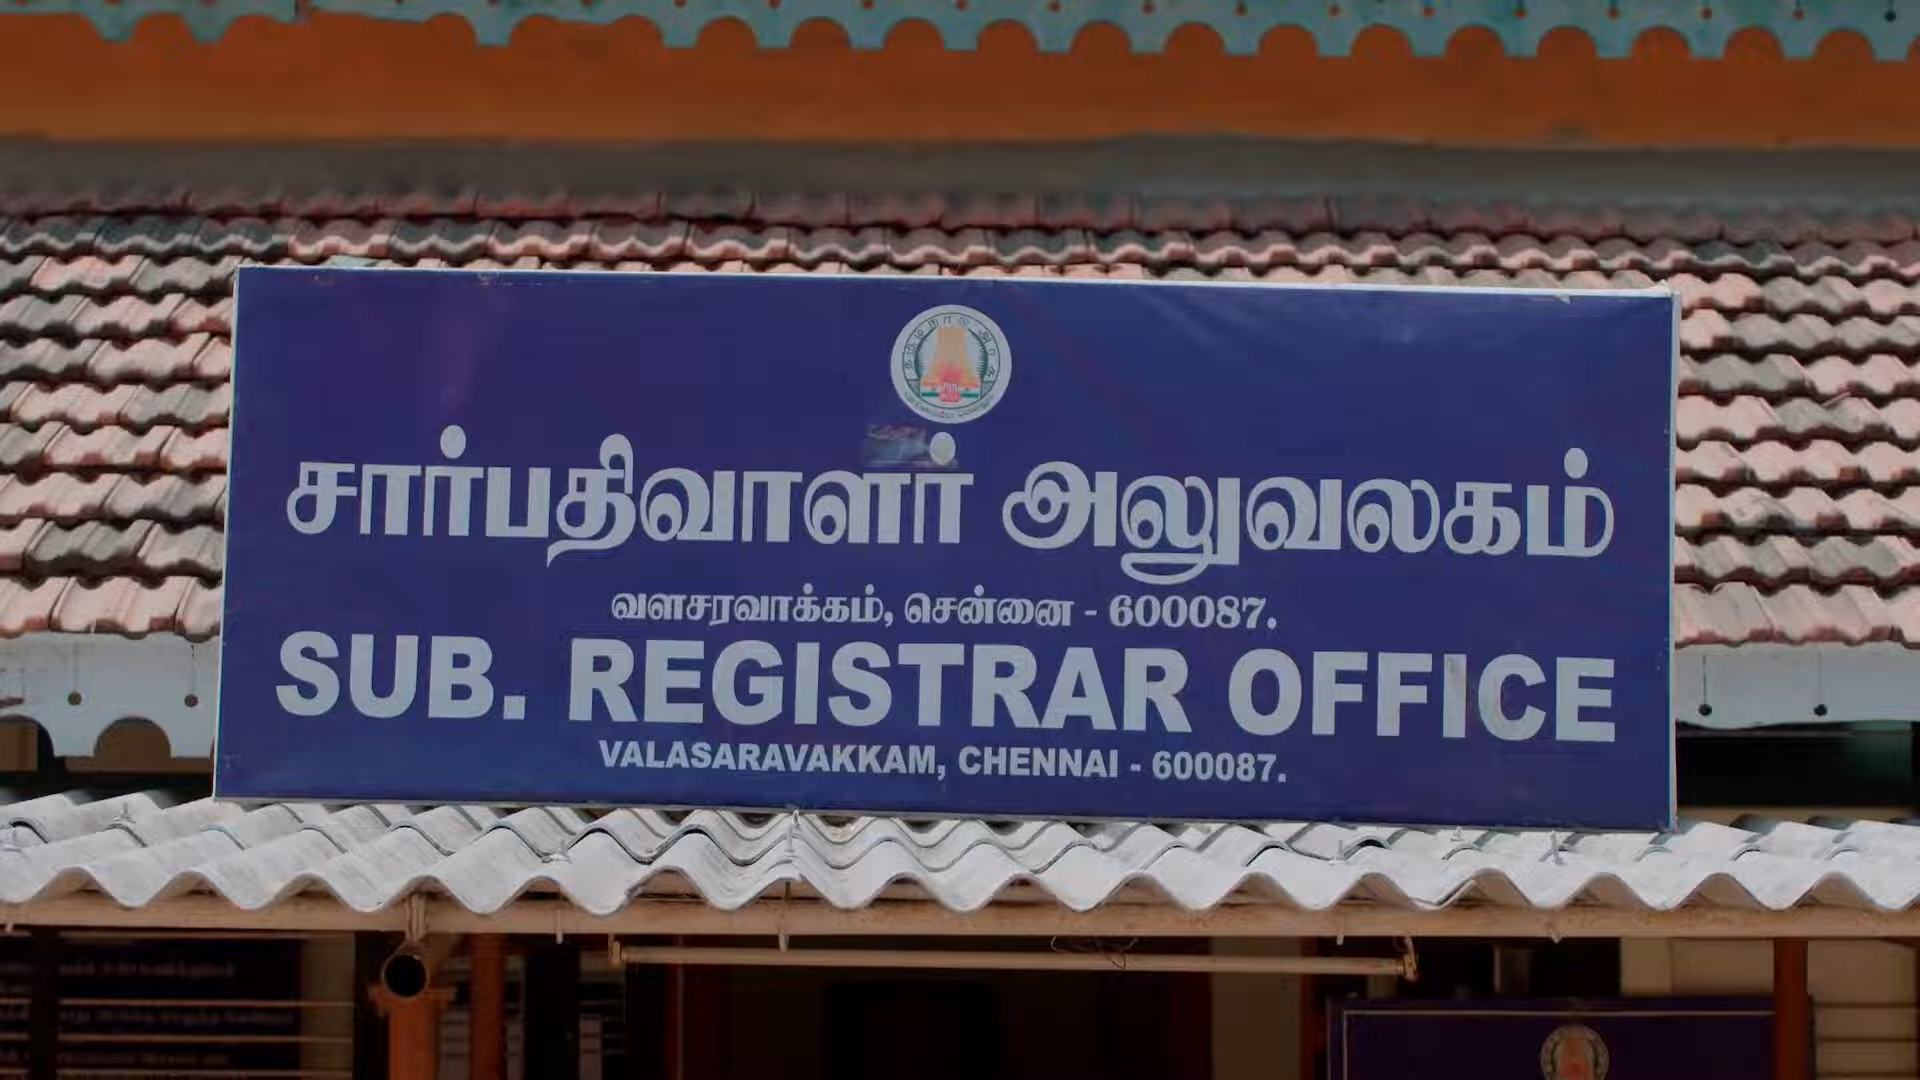 சார்பதிவாளர் அலுவலகம்
வளசரவாக்கம், சென்னை - 600087.
SUB. REGISTRAR OFFICE
VALASARAVAKKAM, CHENNAI - 600087.